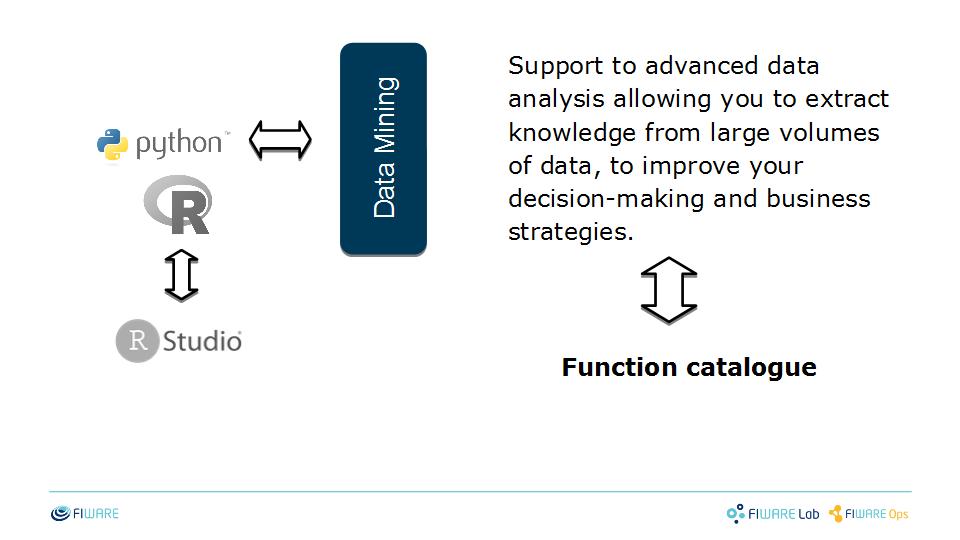 Support to advanced data
analysis allowing you to extract
knowledge from large volumes
of data, to improve your
decision-making and business
strategies.
Data Mining
python™
R
R Studio®
Function catalogue
FIWARE
FIWARE Lab
FIWARE Ops